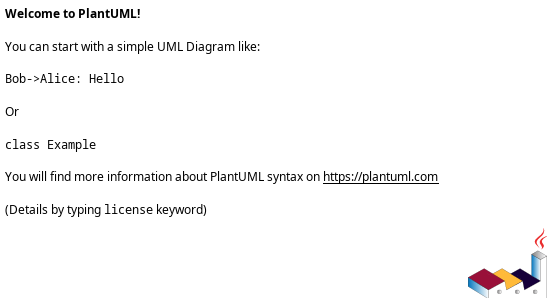 Welcome to PlantUML!
You can start with a simple UML Diagram like:
Bob->Alice: Hello
Or
class Example
You will find more information about PlantUML syntax on https://plantuml.com
(Details by typing license keyword)